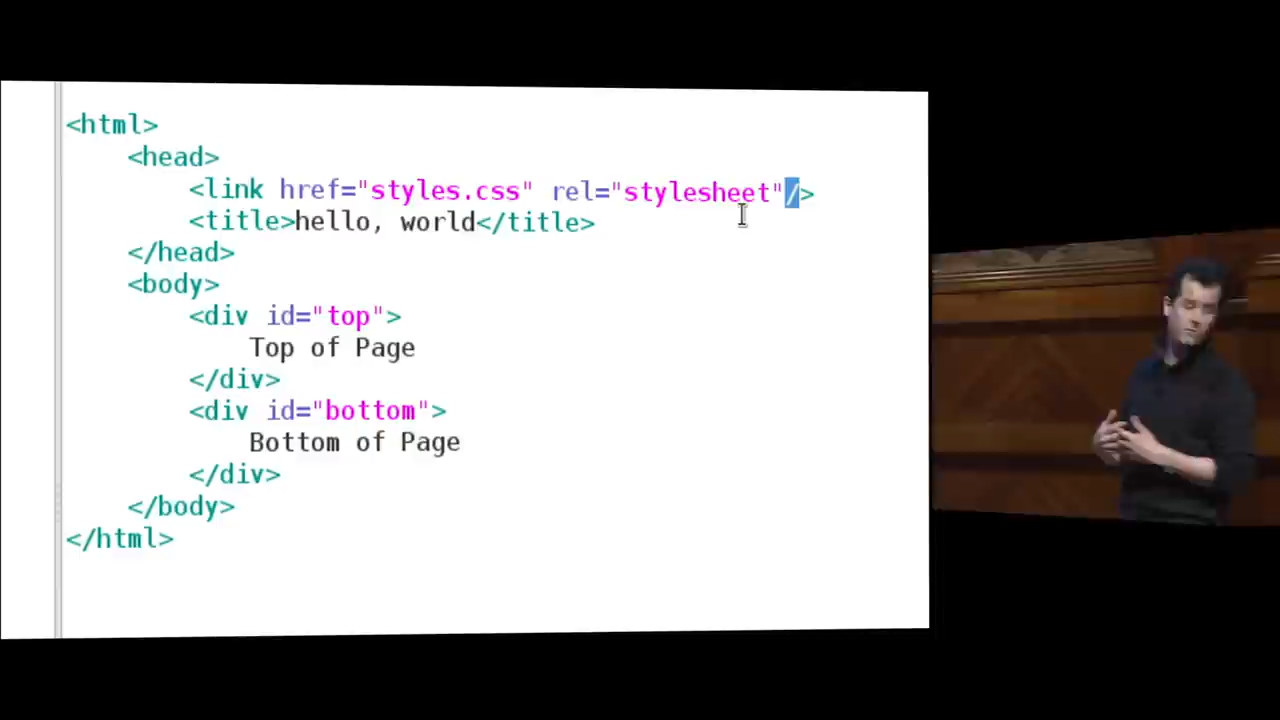 <html>
<head>
<link href="styles.css" rel="stylesheet"/>
<title>hello, world</title>
</head>
<body>
<div id="top">
Top of Page
</div>
<div id="bottom">
Bottom of Page
</div>
</body>
</html>